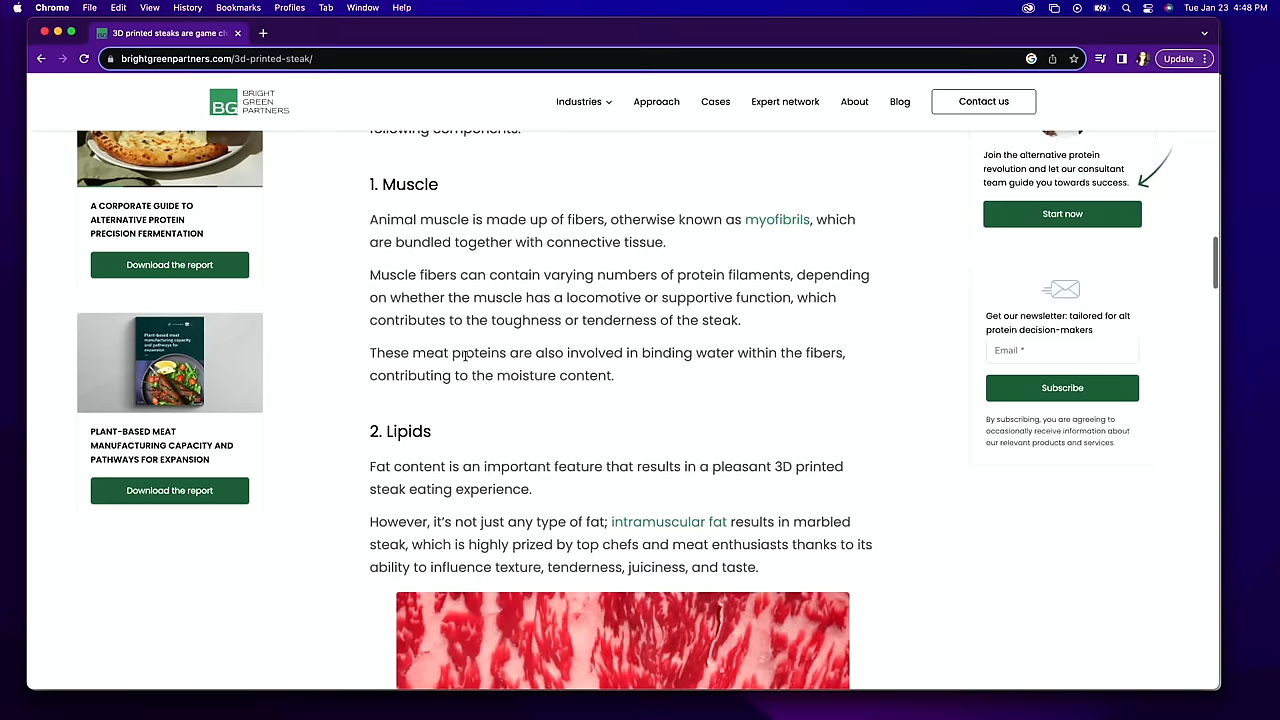 Chrome File Edit View History Bookmarks Profiles Tab Window Help Tue Jan 23 4:48 PM
3D printed steaks are game ch
brightgreenpartners.com/3d-printed-steak/ Update
BG BRIGHT GREEN PARTNERS
Industries Approach Cases Expert network About Blog Contact us
following components.
1. Muscle
Animal muscle is made up of fibers, otherwise known as myofibrils, which
are bundled together with connective tissue.
Muscle fibers can contain varying numbers of protein filaments, depending
on whether the muscle has a locomotive or supportive function, which
contributes to the toughness or tenderness of the steak.
These meat proteins are also involved in binding water within the fibers,
contributing to the moisture content.
2. Lipids
Fat content is an important feature that results in a pleasant 3D printed
steak eating experience.
However, it's not just any type of fat; intramuscular fat results in marbled
steak, which is highly prized by top chefs and meat enthusiasts thanks to its
ability to influence texture, tenderness, juiciness, and taste.
A CORPORATE GUIDE TO
ALTERNATIVE PROTEIN
PRECISION FERMENTATION
Download the report
Plant-based meat
manufacturing capacity and
pathways for
expansion
PLANT-BASED MEAT
MANUFACTURING CAPACITY AND
PATHWAYS FOR EXPANSION
Download the report
Join the alternative protein
revolution and let our consultant
team guide you towards success.
Start now
Get our newsletter: tailored for alt
protein decision-makers
Email *
Subscribe
By subscribing, you are agreeing to
occasionally receive information about
our relevant products and services.